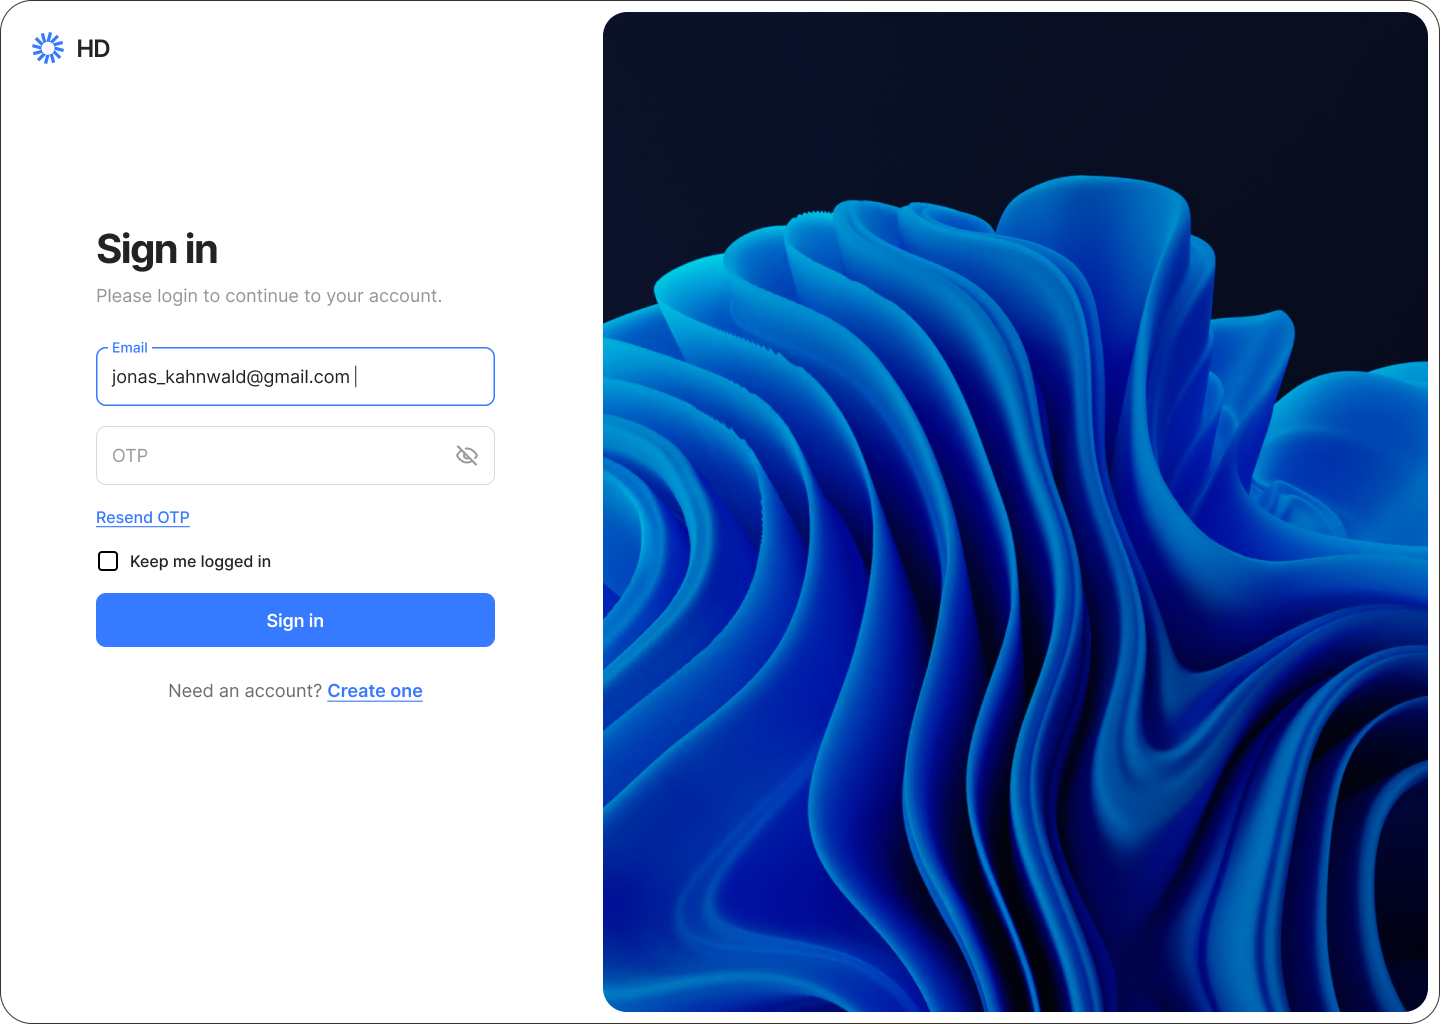 HD
Sign in
Please login to continue to your account.
Email
jonas_kahnwald@gmail.com
OTP
Resend OTP
Keep me logged in
Sign in
Need an account? Create one